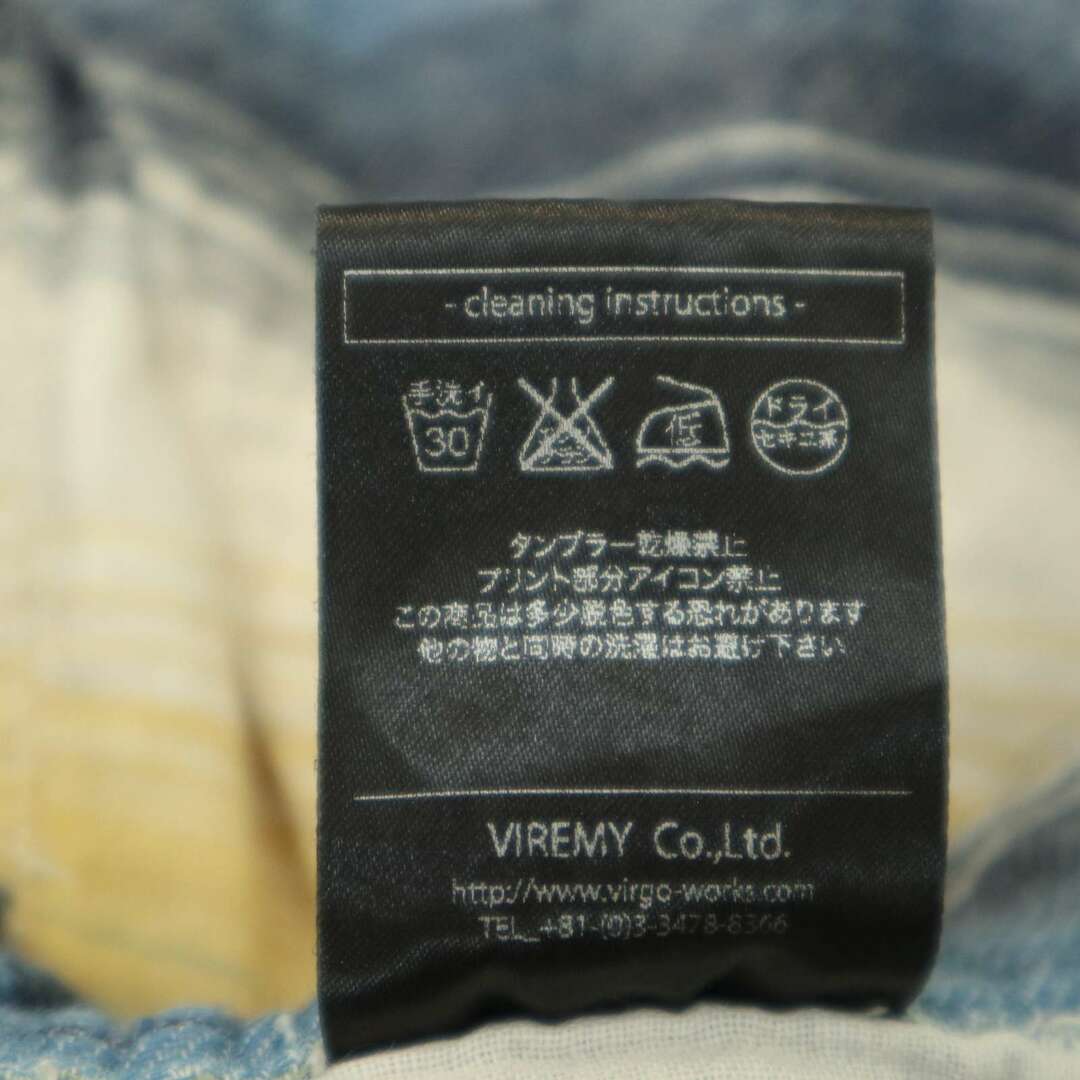 - cleaning instructions -
手洗イ 30 低 ドライ セキユ系
タンブラー乾燥禁止
プリント部分アイコン禁止
この商品は多少脱色する恐れがあります
他の物と同時の洗濯はお避け下さい
VIREMY Co.,Ltd.
http://www.virgo-works.com
TEL_+81-(0)3-3478-8366